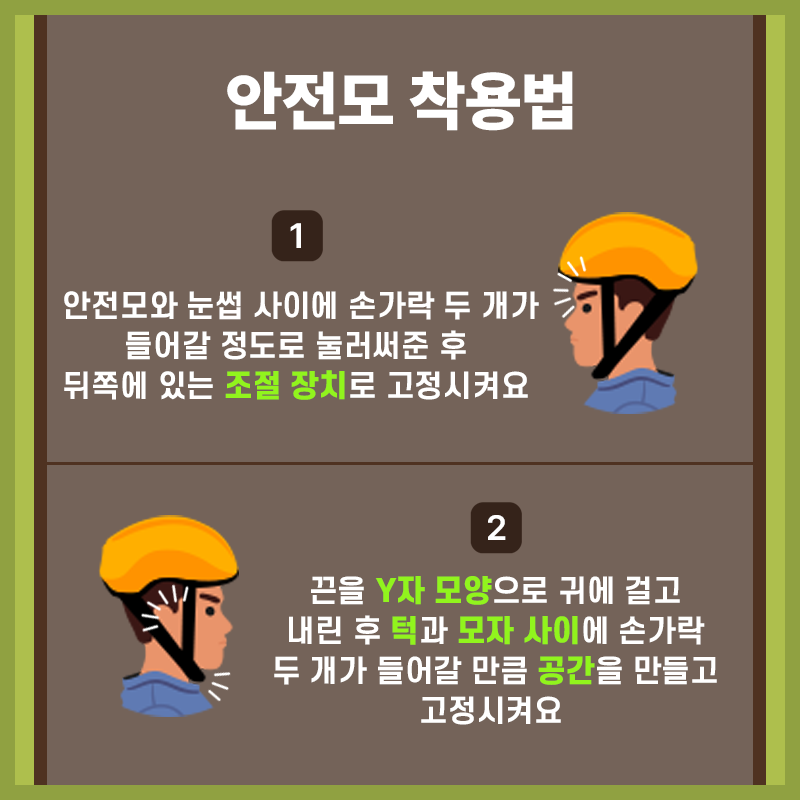 안전모 착용법
1
안전모와 눈썹 사이에 손가락 두 개가
들어갈 정도로 눌러써준 후
뒤쪽에 있는 조절 장치로 고정시켜요
2
끈을 Y자 모양으로 귀에 걸고
내린 후 턱과 모자 사이에 손가락
두 개가 들어갈 만큼 공간을 만들고
고정시켜요